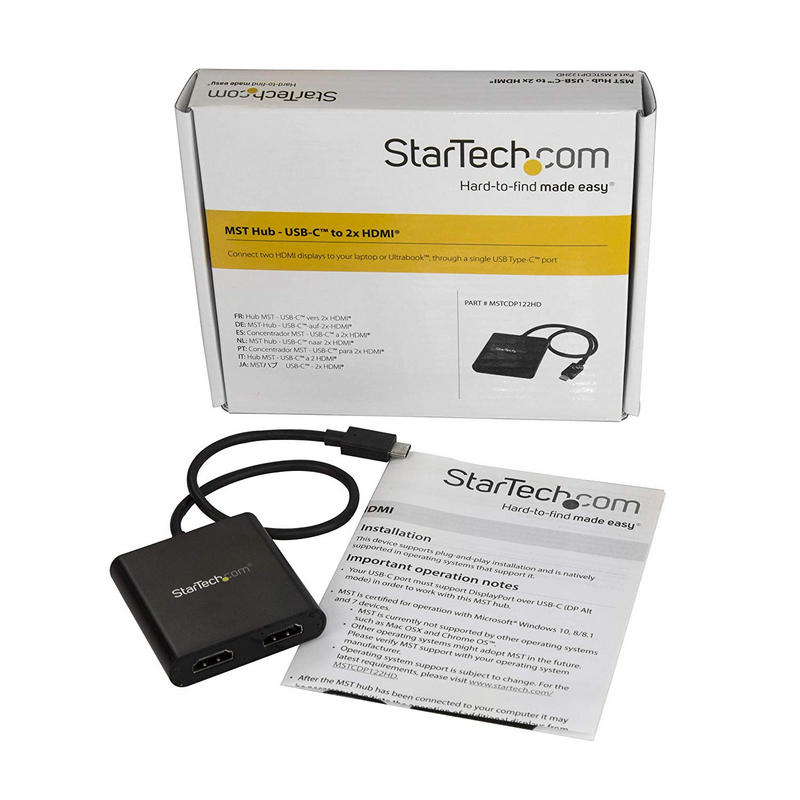 MST Hub - USB-C™ to 2x HDMI®
Part # MSTCDP122HD
StarTech.com
Hard-to-find made easy®
StarTech.com
Hard-to-find made easy®
MST Hub - USB-C™ to 2x HDMI®
Connect two HDMI displays to your laptop or Ultrabook™, through a single USB Type-C™ port
FR: Hub MST - USB-C™ vers 2x HDMI®
DE: MST-Hub - USB-C™-auf-2x-HDMI®
ES: Concentrador MST - USB-C™ a 2x HDMI®
NL: MST hub - USB-C™ naar 2x HDMI®
PT: Concentrador MST - USB-C™ para 2x HDMI®
IT: Hub MST - USB-C™ a 2 HDMI®
JA: MSTハブ USB-C™ - 2x HDMI®
PART # MSTCDP122HD
StarTech.com
StarTech.com®
StarTech.com
Hard-to-find made easy®
DMI
Installation
This device supports plug-and-play installation and is natively
supported in operating systems that support it.
Important operation notes
• Your USB-C port must support DisplayPort over USB-C (DP Alt
mode) in order to work with this MST hub.
• MST is certified for operation with Microsoft® Windows 10, 8/8.1
and 7 devices.
• MST is currently not supported by other operating systems
such as Mac OSX and Chrome OS™.
• Other operating systems might adopt MST in the future.
Please verify MST support with your operating system
manufacturer.
• Operating system support is subject to change. For the
latest requirements, please visit www.startech.com/
MSTCDP122HD.
• After the MST hub has been connected to your computer it may
initiate the operation of additional displays from